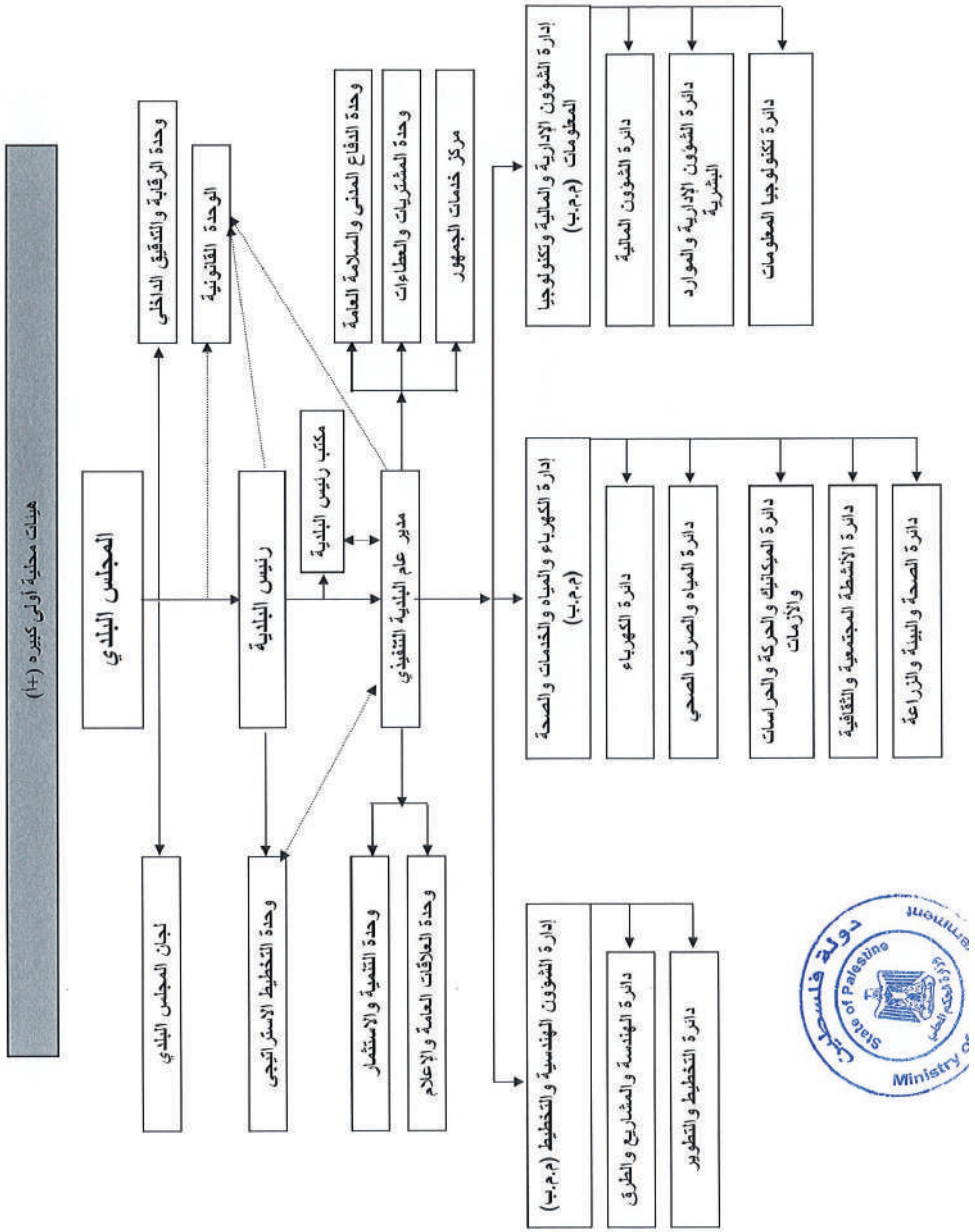 هيئات محلية أولى كبيره (أ+)
المجلس البلدي
وحدة الرقابة والتدقيق الداخلي
لجان المجلس البلدي
الوحدة القانونية
رئيس البلدية
وحدة التخطيط الاستراتيجي
مكتب رئيس البلدية
مدير عام البلدية التنفيذي
وحدة الدفاع المدني والسلامة العامة
وحدة المشتريات والعطاءات
مركز خدمات الجمهور
وحدة التنمية والاستثمار
وحدة العلاقات العامة والإعلام
إدارة الشؤون الإدارية والمالية وتكنولوجيا
المعلومات (م.م.ب)
دائرة الشؤون المالية
دائرة الشؤون الإدارية والموارد
البشرية
دائرة تكنولوجيا المعلومات
إدارة الكهرباء والمياه والخدمات والصحة
(م.م.ب)
دائرة الكهرباء
دائرة المياه والصرف الصحي
دائرة الميكانيك والحركة والحراسات
والأزمات
دائرة الأنشطة المجتمعية والثقافية
دائرة الصحة والبيئة والزراعة
إدارة الشؤون الهندسية والتخطيط (م.م.ب)
دائرة الهندسة والمشاريع والطرق
دائرة التخطيط والتطوير
دولة فلسطين
State of Palestine
وزارة الحكم المحلي
Ministry of